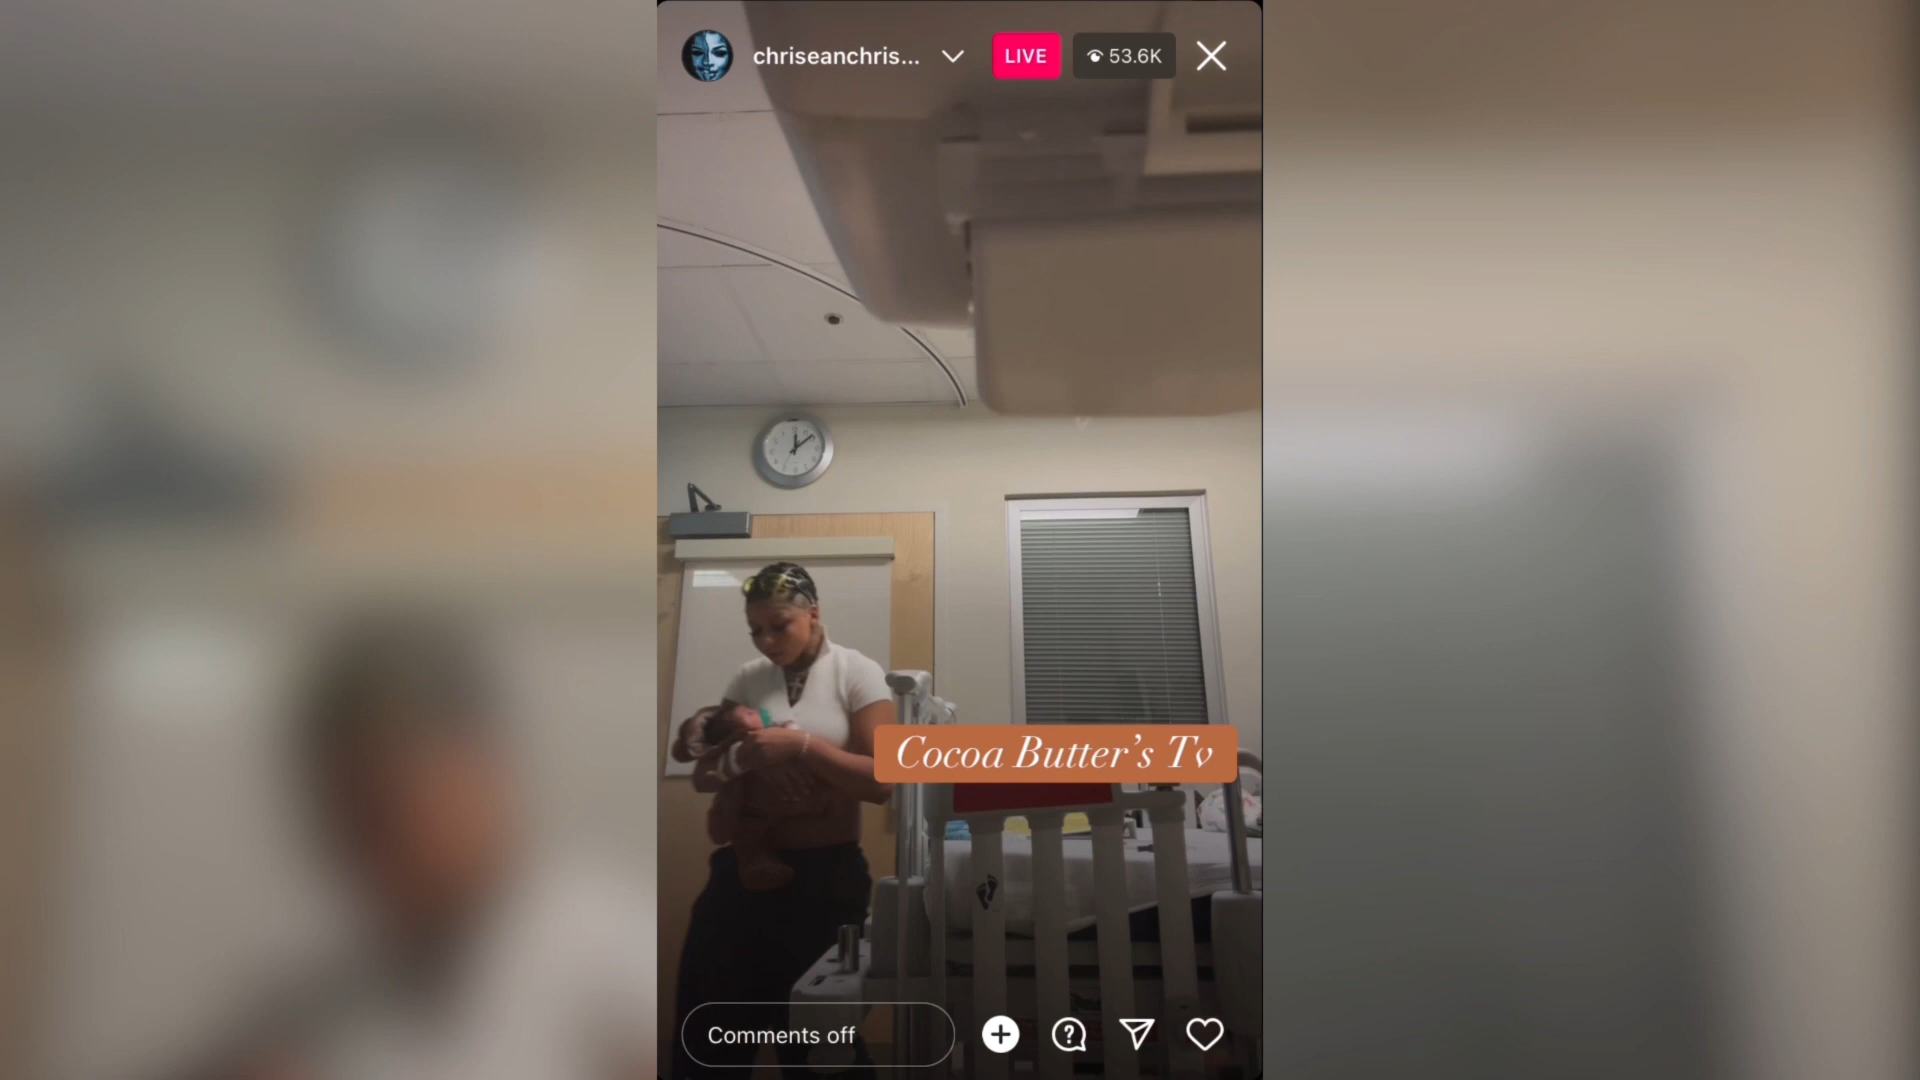 chriseanchris...
LIVE
53.6K
Cocoa Butter's Tv
Comments off